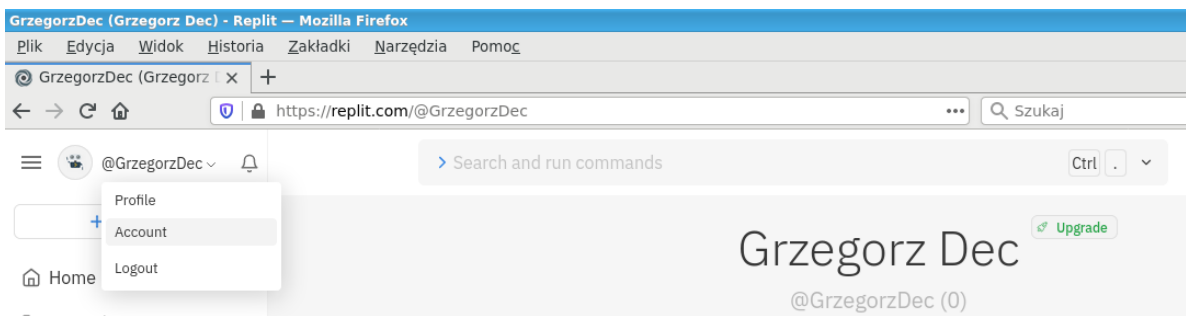 GrzegorzDec (Grzegorz Dec) - Replit — Mozilla Firefox
Plik Edycja Widok Historia Zakładki Narzędzia Pomoc
GrzegorzDec (Grzegorz
https://replit.com/@GrzegorzDec Szukaj
@GrzegorzDec Search and run commands Ctrl .
Profile
+
Account
Upgrade
Grzegorz Dec
Logout
Home
@GrzegorzDec (0)